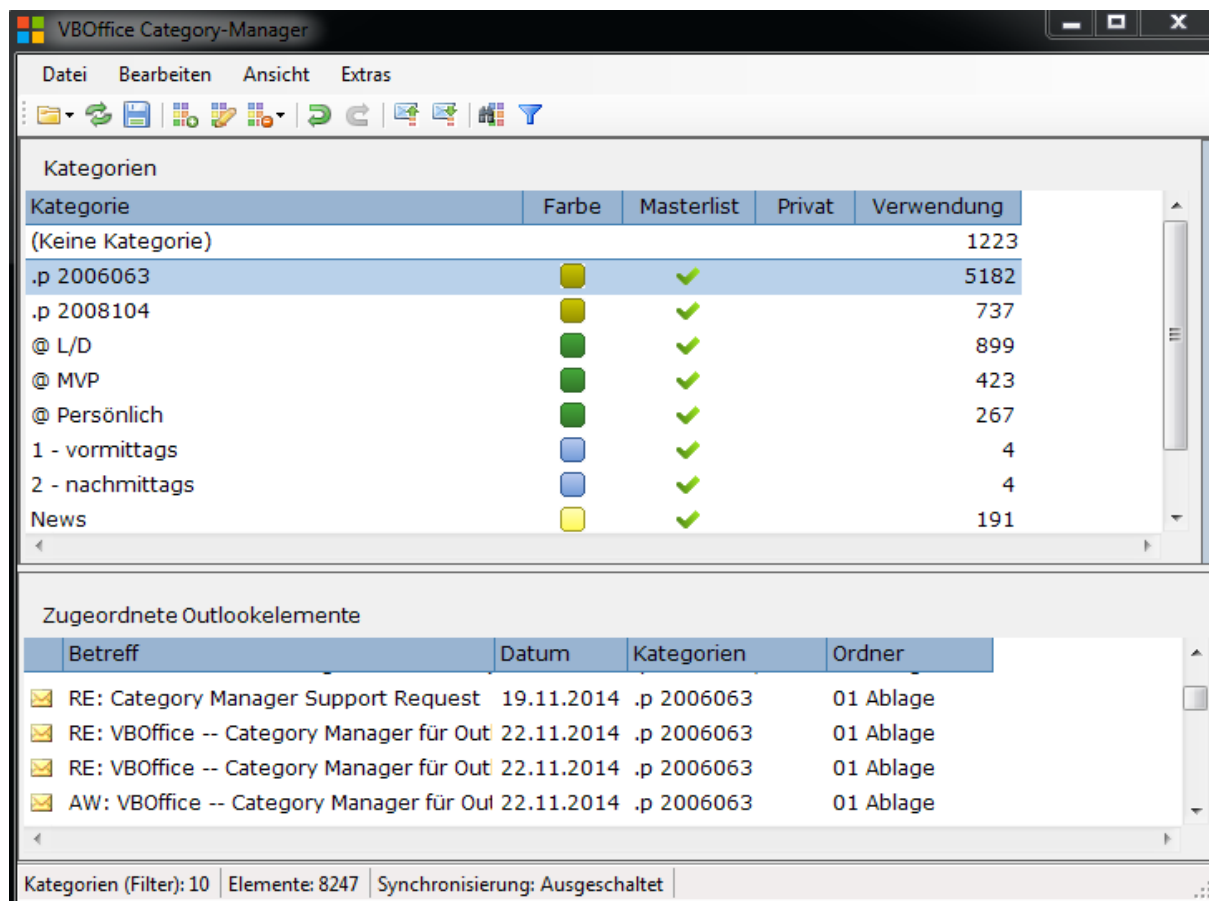 VBOffice Category-Manager
Datei Bearbeiten Ansicht Extras
Kategorien
Kategorie Farbe Masterlist Privat Verwendung
(Keine Kategorie) 1223
.p 2006063 5182
.p 2008104 737
@ L/D 899
@ MVP 423
@ Persönlich 267
1 - vormittags 4
2 - nachmittags 4
News 191
Zugeordnete Outlookelemente
Betreff Datum Kategorien Ordner
RE: Category Manager Support Request 19.11.2014 .p 2006063 01 Ablage
RE: VBOffice -- Category Manager für Out 22.11.2014 .p 2006063 01 Ablage
RE: VBOffice -- Category Manager für Out 22.11.2014 .p 2006063 01 Ablage
AW: VBOffice -- Category Manager für Out 22.11.2014 .p 2006063 01 Ablage
Kategorien (Filter): 10 Elemente: 8247 Synchronisierung: Ausgeschaltet